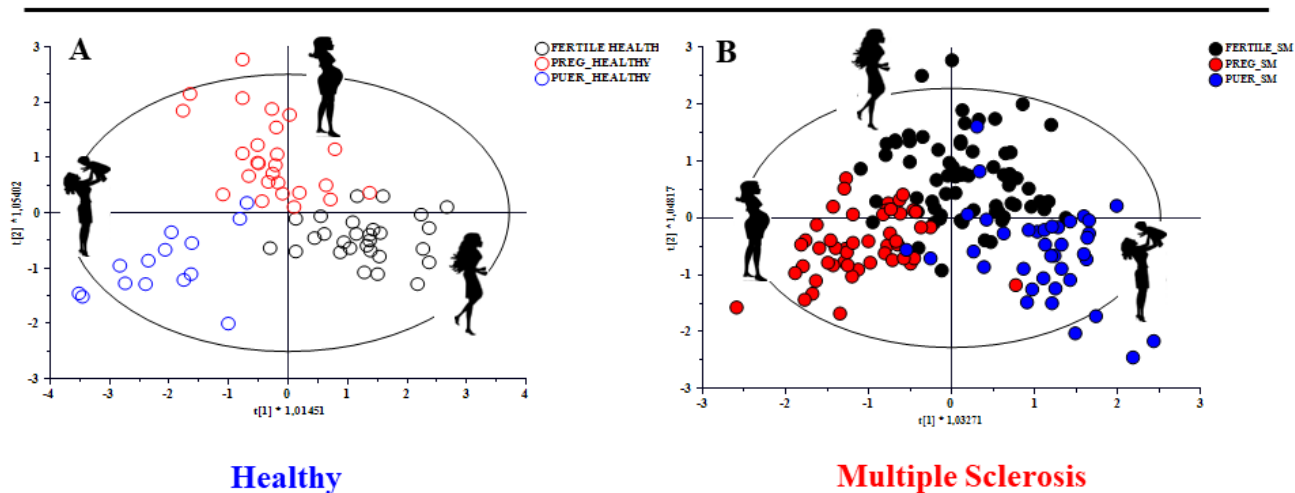 A
3
2
1
0
-1
-2
-3
-4
-3
-2
-1
0
1
2
3
4
t[2] * 1,05402
t[1] * 1,01451
FERTILE HEALTH
PREG_HEALTHY
PUER_HEALTHY
B
3
2
1
0
-1
-2
-3
-3
-2
-1
0
1
2
3
t[2] * 1,04817
t[1] * 1,03271
FERTILE_SM
PREG_SM
PUER_SM
Healthy
Multiple Sclerosis